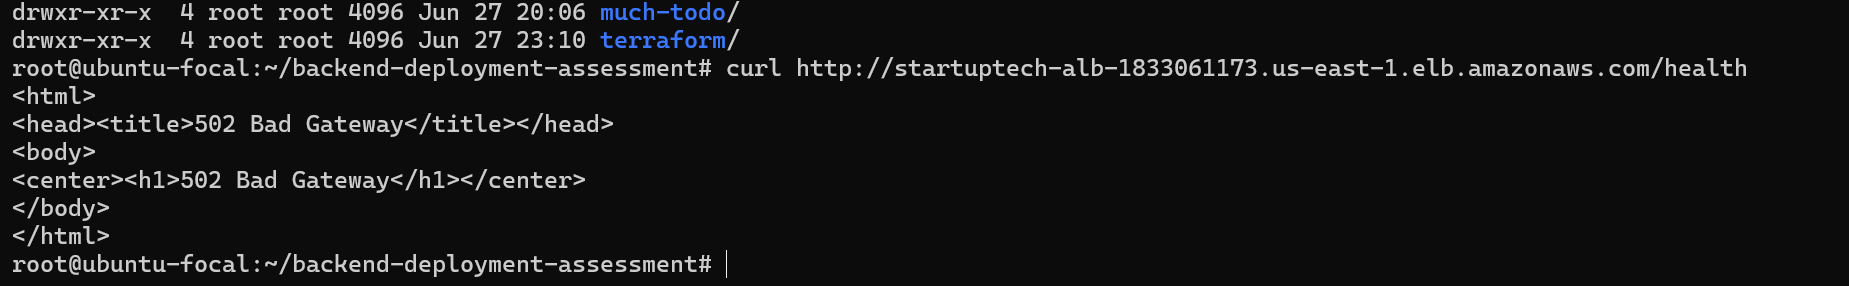 drwxr-xr-x  4 root root 4096 Jun 27 20:06 much-todo/
drwxr-xr-x  4 root root 4096 Jun 27 23:10 terraform/
root@ubuntu-focal:~/backend-deployment-assessment# curl http://startuptech-alb-1833061173.us-east-1.elb.amazonaws.com/health
<html>
<head><title>502 Bad Gateway</title></head>
<body>
<center><h1>502 Bad Gateway</h1></center>
</body>
</html>
root@ubuntu-focal:~/backend-deployment-assessment#